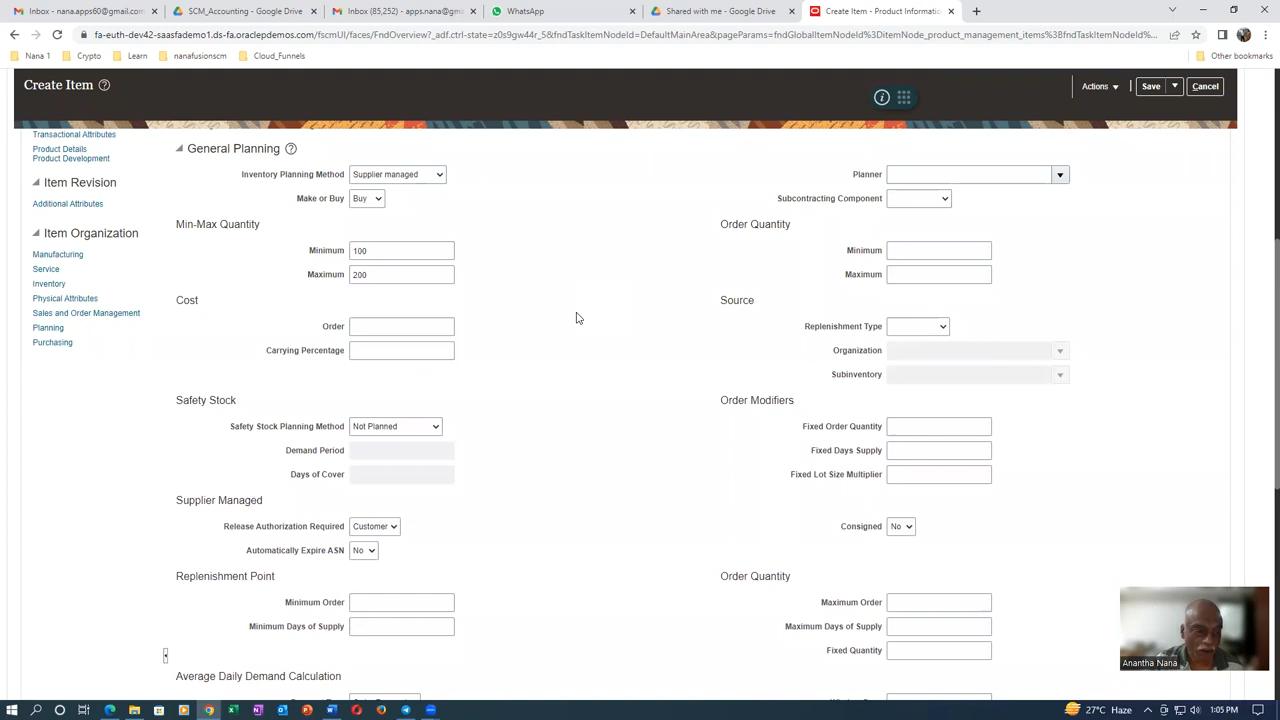 Inbox - nana.apps60@gmail.com
SCM_Accounting - Google Drive
Inbox (85,252) - apps.nana@gm
WhatsApp
Shared with me - Google Drive
Create Item - Product Informatio
fa-euth-dev42-saasfademo1.ds-fa.oraclepdemos.com/fscmUI/faces/FndOverview?_adf.ctrl-state=z0s9gw44r_5&fndTaskItemNodeId=DefaultMainArea&pageParams=fndGlobalItemNodeId%3DitemNode_product_management_items%3BfndTaskItemNodeId%...
Nana 1
Crypto
Learn
nanafusionscm
Cloud_Funnels
Other bookmarks
Create Item
Actions
Save
Cancel
Transactional Attributes
Product Details
Product Development
Item Revision
Additional Attributes
Item Organization
Manufacturing
Service
Inventory
Physical Attributes
Sales and Order Management
Planning
Purchasing
General Planning
Inventory Planning Method Supplier managed
Planner
Make or Buy Buy
Subcontracting Component
Min-Max Quantity
Order Quantity
Minimum 100
Minimum
Maximum 200
Maximum
Cost
Source
Order
Replenishment Type
Carrying Percentage
Organization
Subinventory
Safety Stock
Order Modifiers
Safety Stock Planning Method Not Planned
Fixed Order Quantity
Demand Period
Fixed Days Supply
Days of Cover
Fixed Lot Size Multiplier
Supplier Managed
Release Authorization Required Customer
Consigned No
Automatically Expire ASN No
Replenishment Point
Order Quantity
Minimum Order
Maximum Order
Minimum Days of Supply
Maximum Days of Supply
Fixed Quantity
Average Daily Demand Calculation
Anantha Nana
27°C Haze
1:05 PM